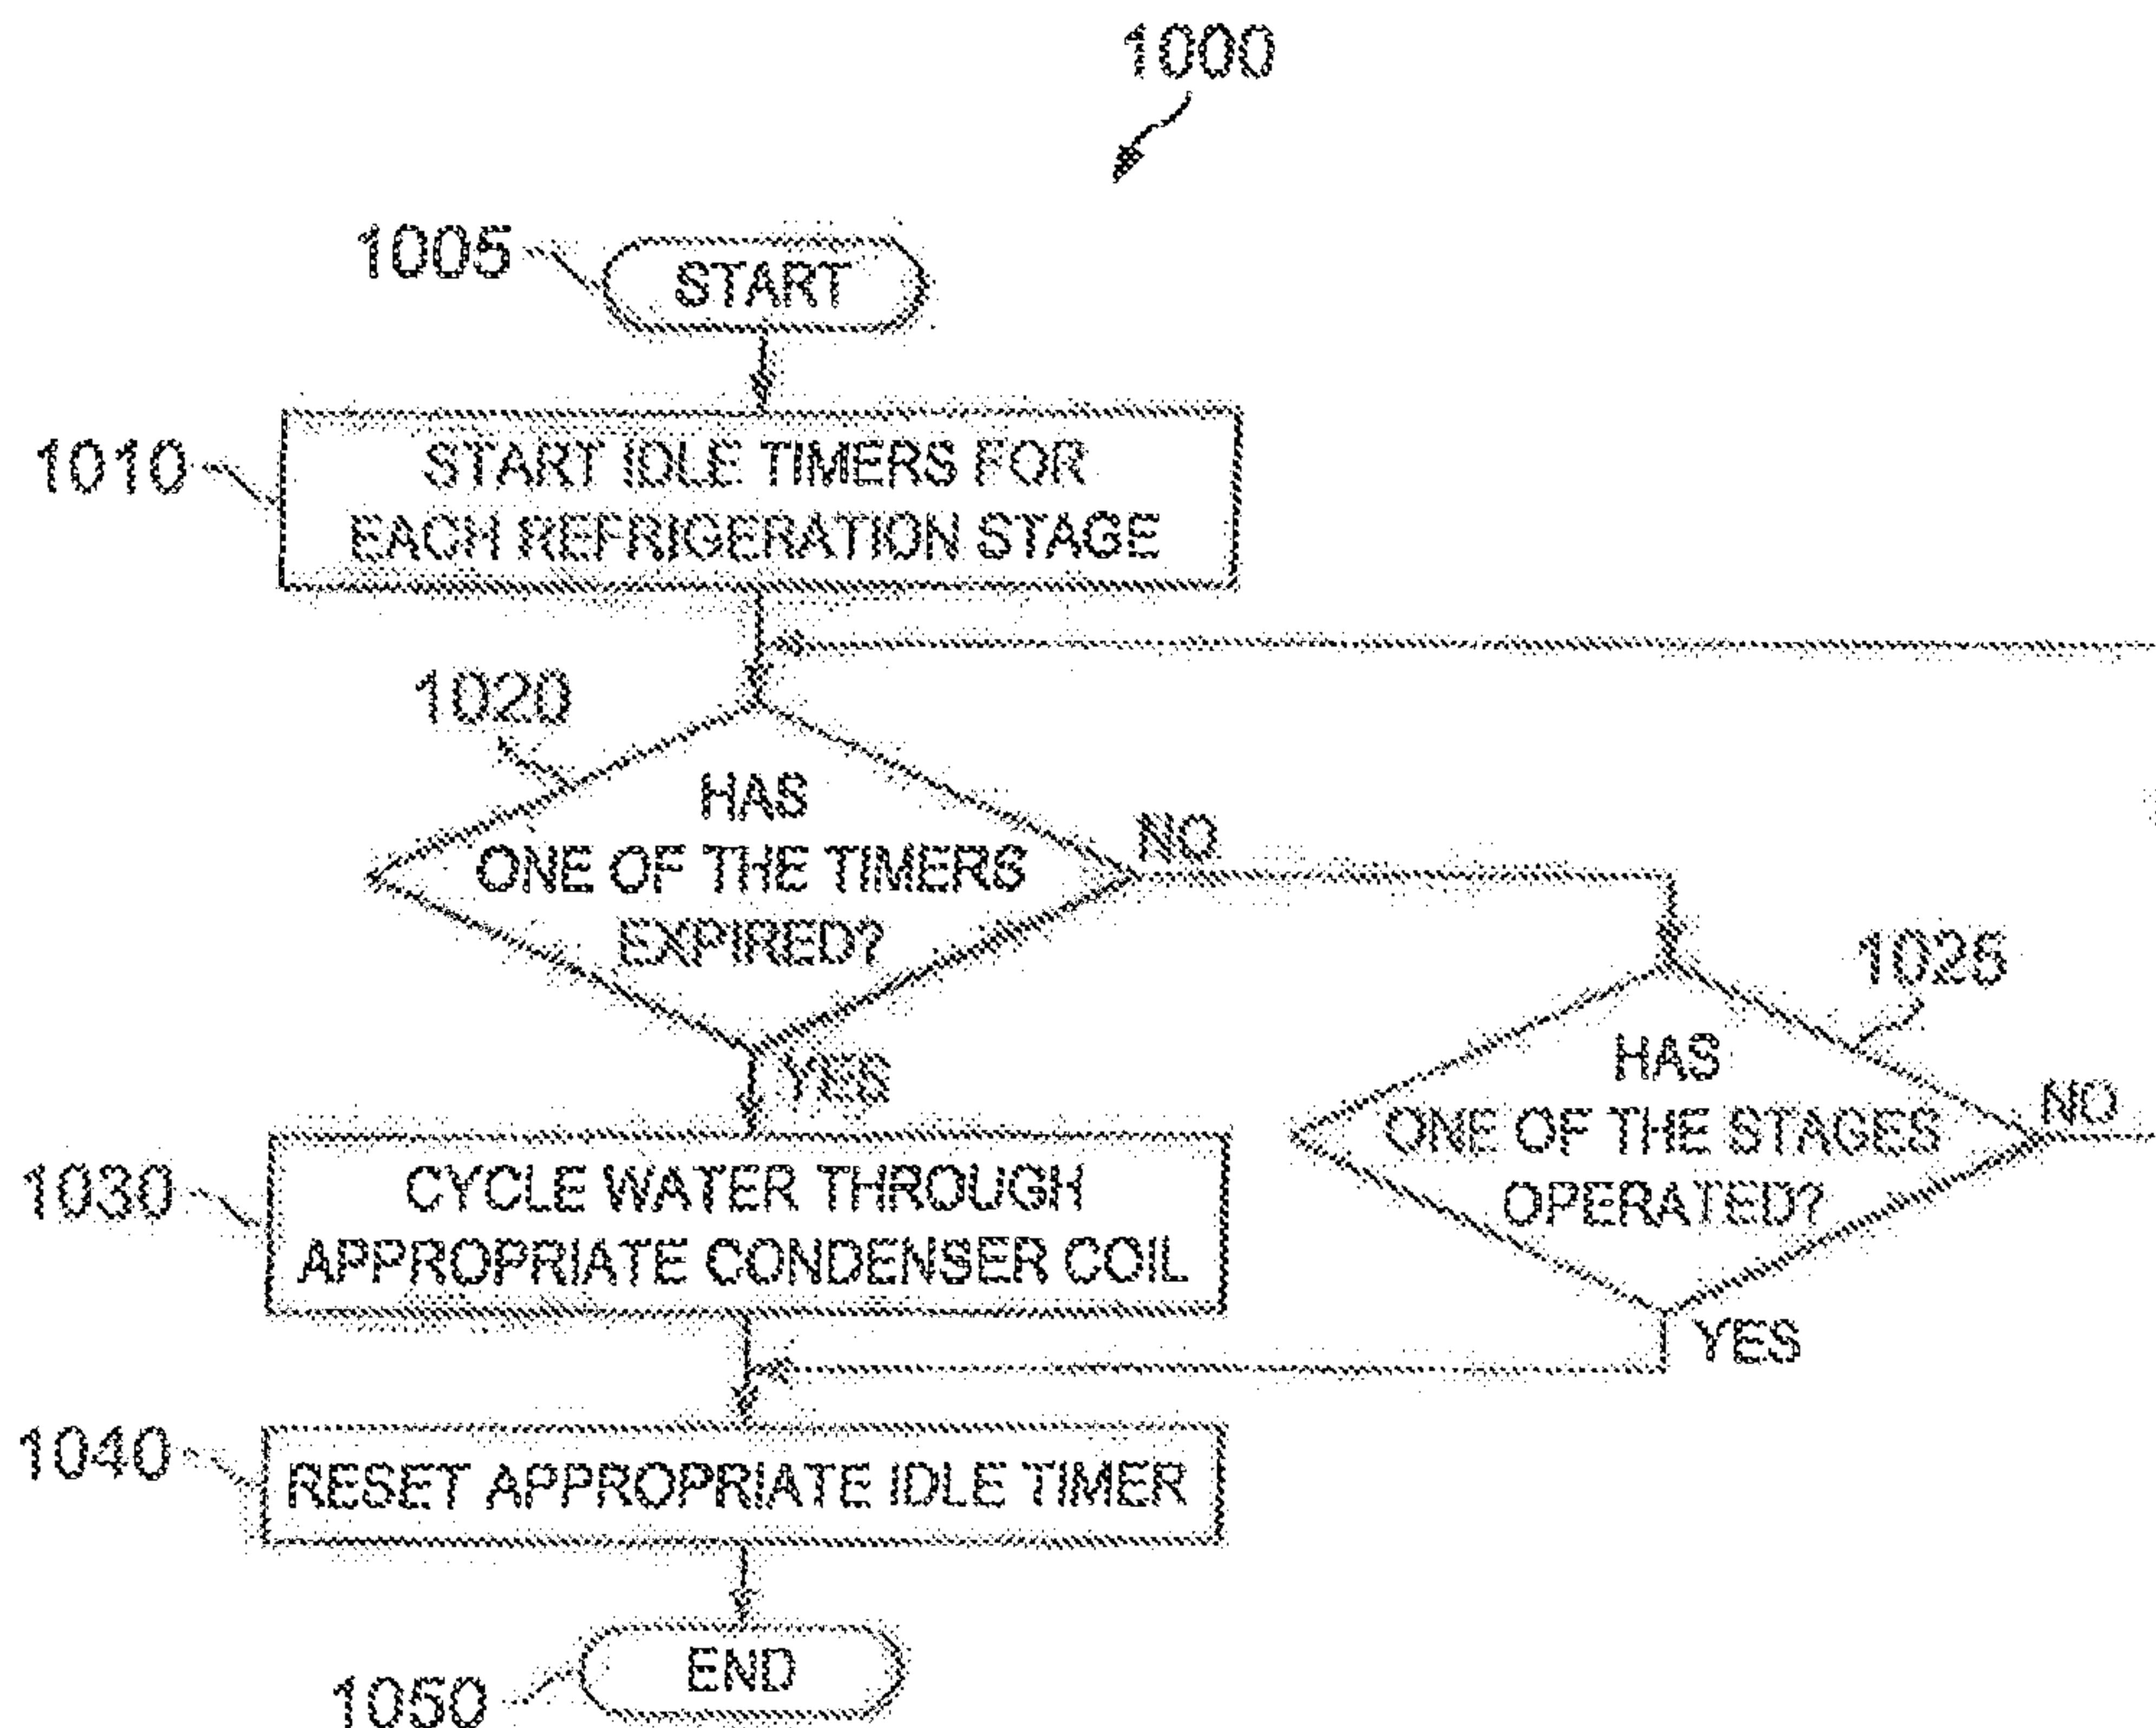 1000
1005
START
1010
START IDLE TIMERS FOR
EACH REFRIGERATION STAGE
1020
HAS
ONE OF THE TIMERS
EXPIRED?
NO
YES
1025
HAS
ONE OF THE STAGES
OPERATED?
NO
YES
1030
CYCLE WATER THROUGH
APPROPRIATE CONDENSER COIL
1040
RESET APPROPRIATE IDLE TIMER
1050
END